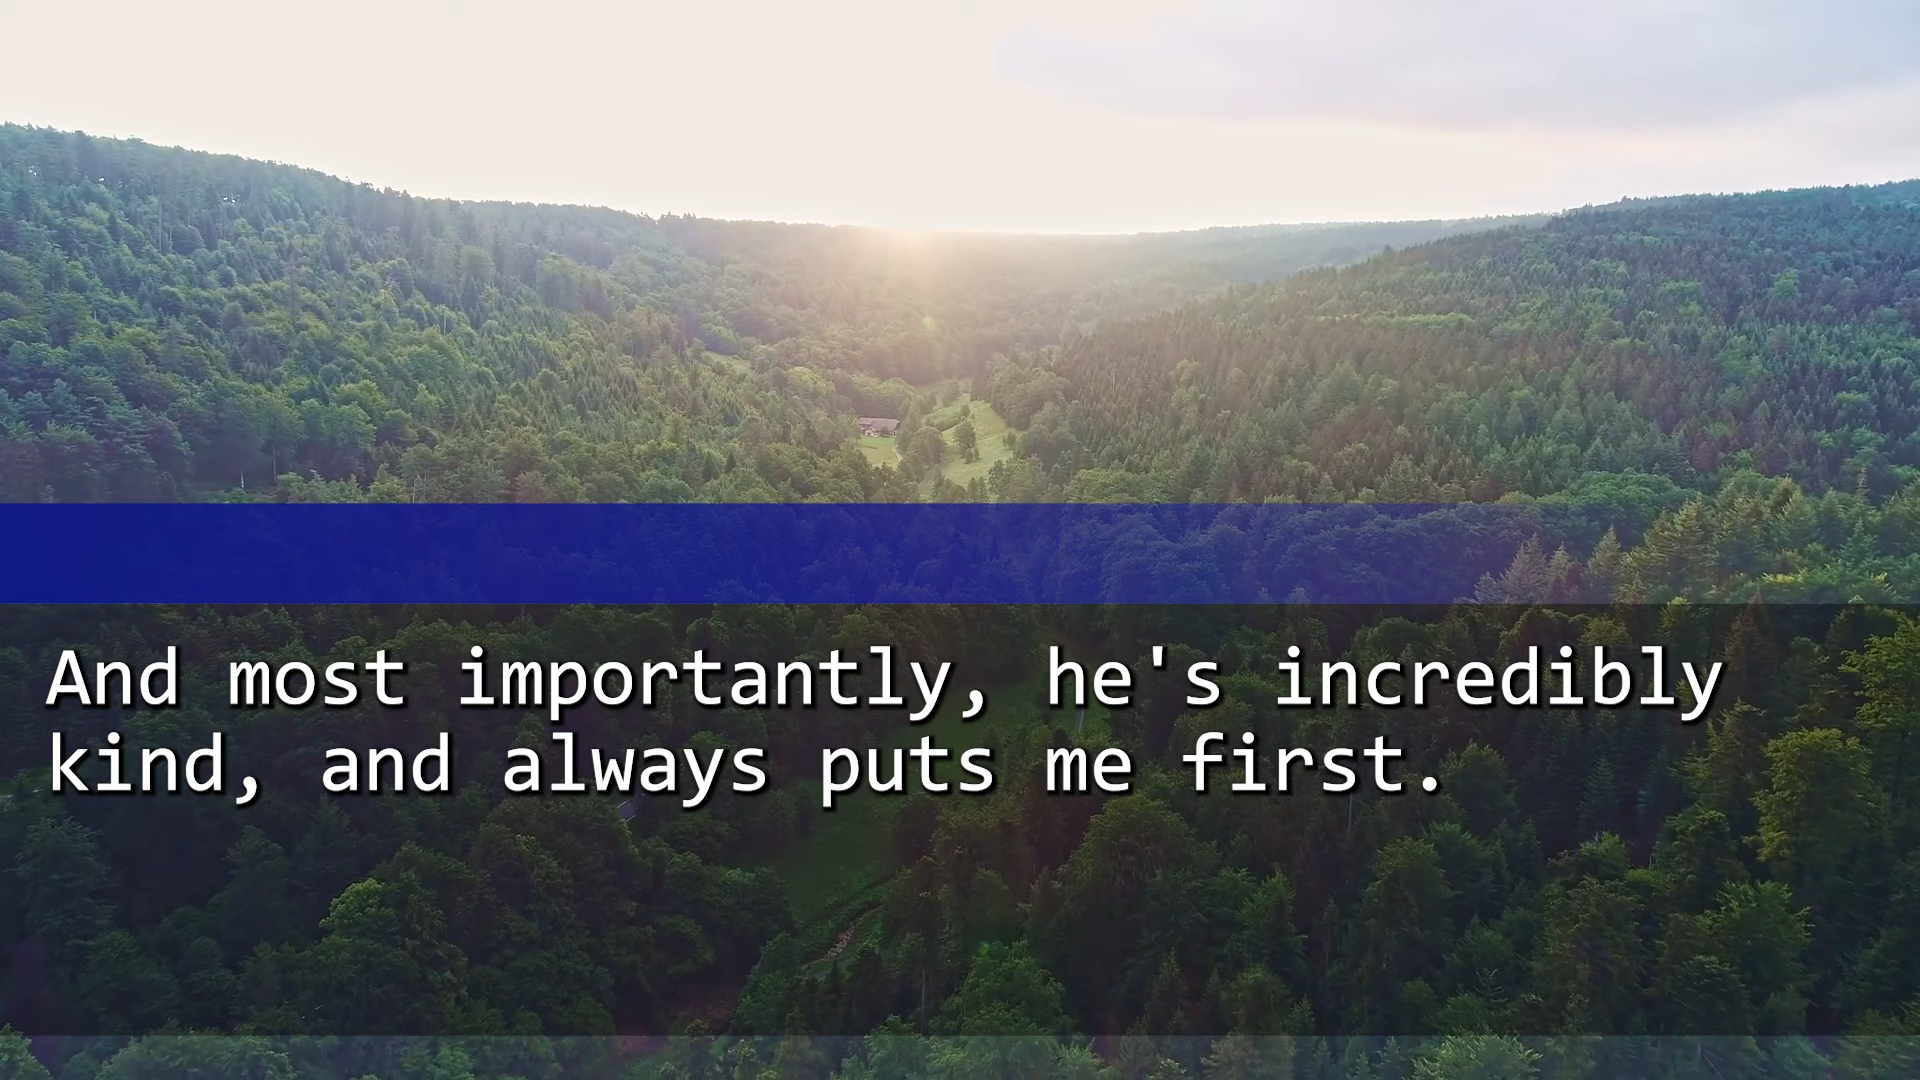 And most importantly, he's incredibly
kind, and always puts me first.